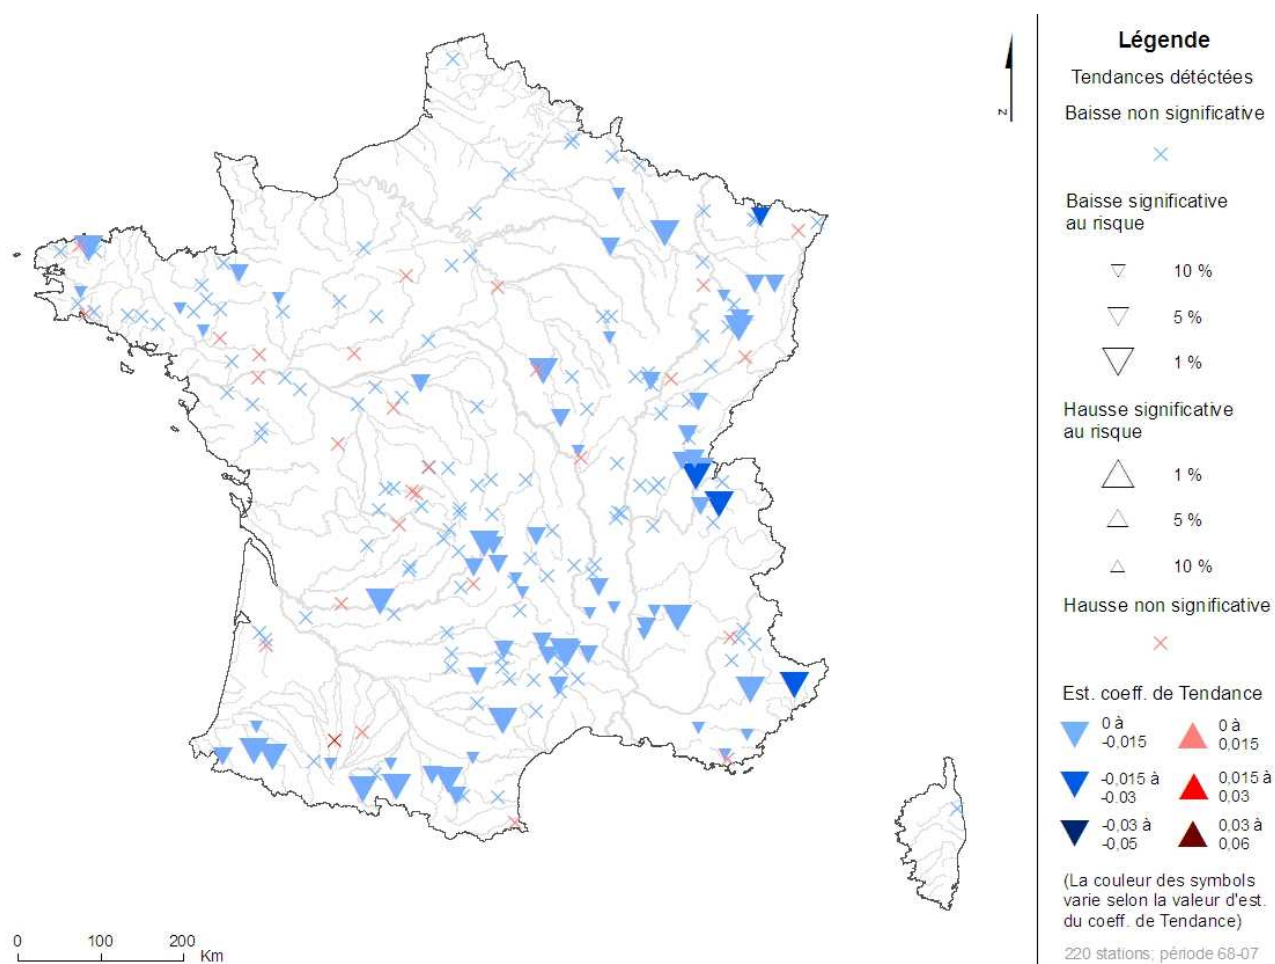 z
Légende
Tendances détéctées
Baisse non significative
Baisse significative
au risque
10 %
5 %
1 %
Hausse significative
au risque
1 %
5 %
10 %
Hausse non significative
Est. coeff. de Tendance
0 à
-0,015
0 à
0,015
-0,015 à
-0,03
0,015 à
0,03
-0,03 à
-0,05
0,03 à
0,06
(La couleur des symbols
varie selon la valeur d'est.
du coeff. de Tendance)
220 stations; période 68-07
0 100 200
Km